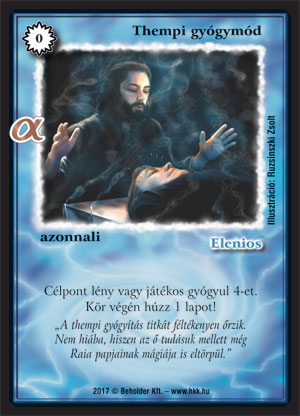 Thempi gyógymód
0
α
Illusztráció: Ruzsinszki Zsolt
azonnali
Elenios
Célpont lény vagy játékos gyógyul 4-et.
Kör végén húzz 1 lapot!
„A thempi gyógyítás titkát féltékenyen őrzik.
Nem hiába, hiszen az ő tudásuk mellett még
Raia papjainak mágiája is eltörpül.”
2017 © Beholder Kft. – www.hkk.hu